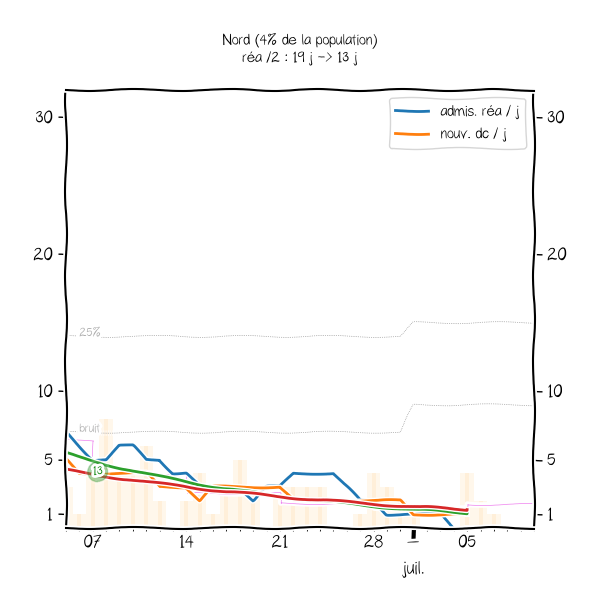 Nord (4% de la population)
réa /2 : 19 j -> 13 j
admis. réa / j
nouv. dc / j
30 30
20 20
25%
10 10
bruit
5 5
13
1 1
07 14 21 28 05
juil.